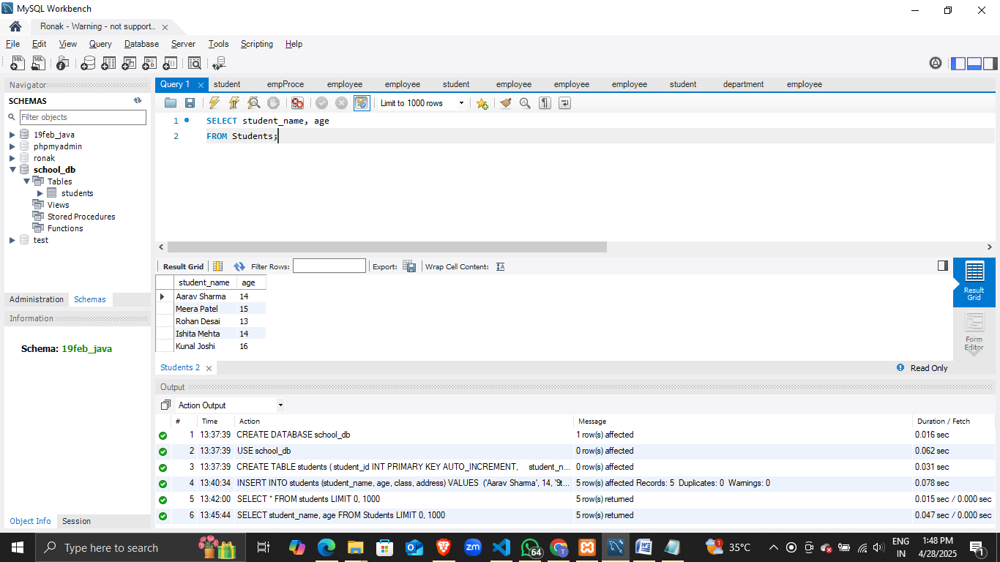 MySQL Workbench
Ronak - Warning - not support...
File Edit View Query Database Server Tools Scripting Help
Navigator
SCHEMAS
Filter objects
19feb_java
phpmyadmin
ronak
school_db
Tables
students
Views
Stored Procedures
Functions
test
Administration Schemas
Information
Schema: 19feb_java
Object Info Session
Query 1 student empProce employee employee student employee employee employee student department employee
Limit to 1000 rows
1 SELECT student_name, age
2 FROM Students;
Result Grid Filter Rows: Export: Wrap Cell Content:
student_name age
Aarav Sharma 14
Meera Patel 15
Rohan Desai 13
Ishita Mehta 14
Kunal Joshi 16
Result
Grid
Form
Editor
Students 2 Read Only
Output
Action Output
# Time Action Message Duration / Fetch
1 13:37:39 CREATE DATABASE school_db 1 row(s) affected 0.016 sec
2 13:37:39 USE school_db 0 row(s) affected 0.062 sec
3 13:37:39 CREATE TABLE students ( student_id INT PRIMARY KEY AUTO_INCREMENT, student_n... 0 row(s) affected 0.031 sec
4 13:40:34 INSERT INTO students (student_name, age, class, address) VALUES ('Aarav Sharma', 14, '9t... 5 row(s) affected Records: 5 Duplicates: 0 Warnings: 0 0.078 sec
5 13:42:00 SELECT * FROM students LIMIT 0, 1000 5 row(s) returned 0.015 sec / 0.000 sec
6 13:45:44 SELECT student_name, age FROM Students LIMIT 0, 1000 5 row(s) returned 0.047 sec / 0.000 sec
Type here to search
zm
64
T
1
35°C
ENG
IN
1:48 PM
4/28/2025
1